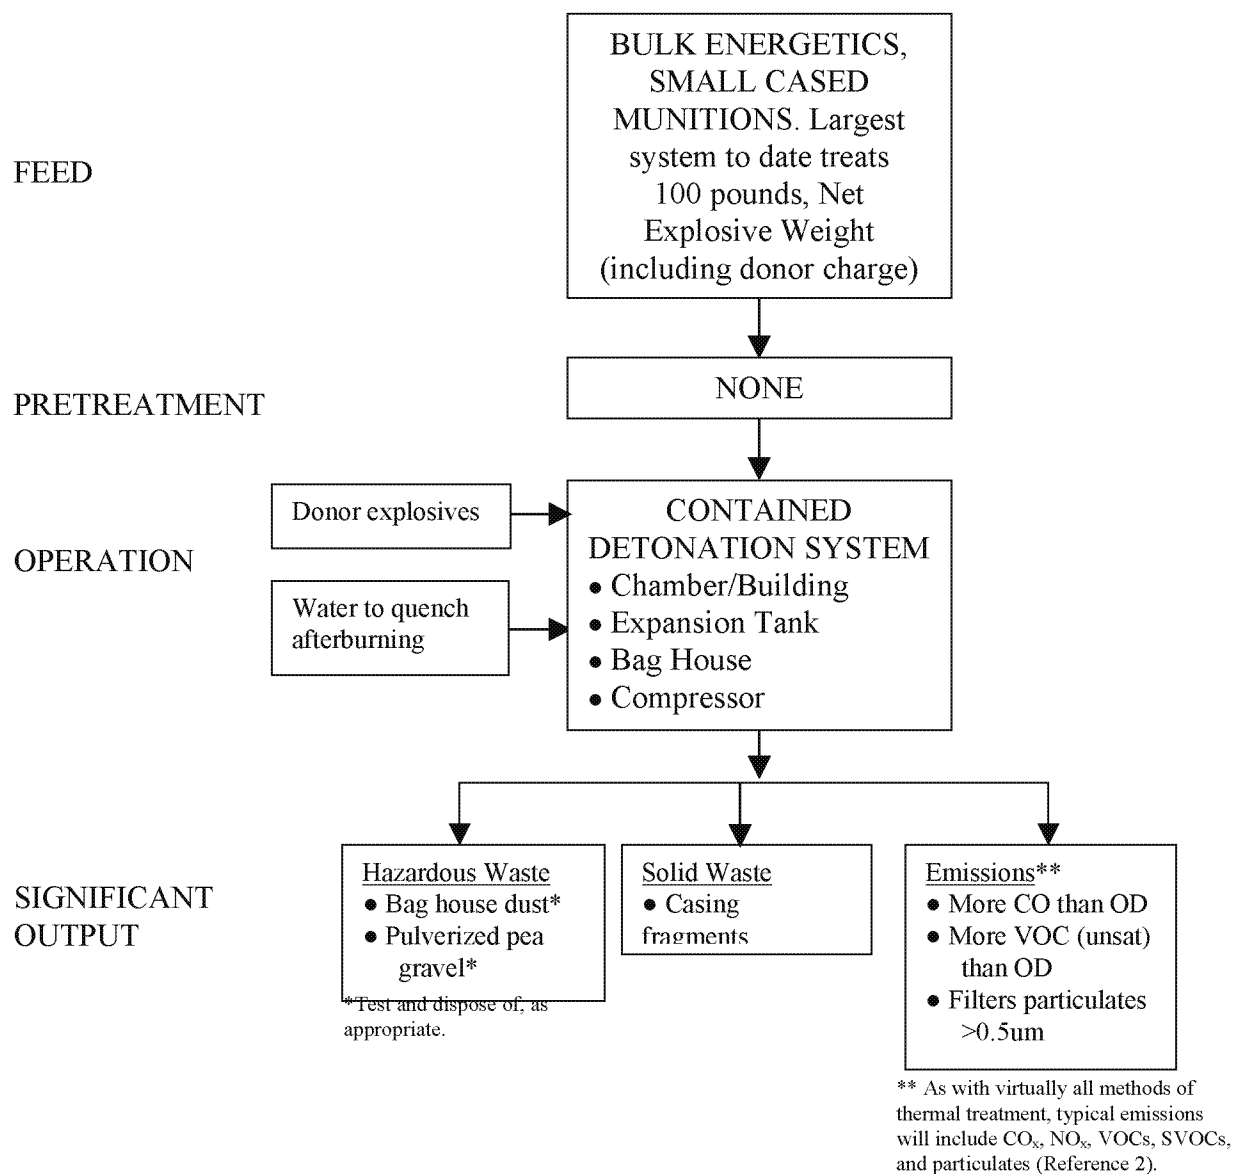 BULK ENERGETICS,
SMALL CASED
MUNITIONS. Largest
system to date treats
100 pounds, Net
Explosive Weight
(including donor charge)
FEED
NONE
PRETREATMENT
Donor explosives
Water to quench
afterburning
OPERATION
CONTAINED
DETONATION SYSTEM
● Chamber/Building
● Expansion Tank
● Bag House
● Compressor
SIGNIFICANT
OUTPUT
Hazardous Waste
● Bag house dust*
● Pulverized pea
gravel*
*Test and dispose of, as
appropriate.
Solid Waste
● Casing
fragments
Emissions**
● More CO than OD
● More VOC (unsat)
than OD
● Filters particulates
>0.5um
** As with virtually all methods of
thermal treatment, typical emissions
will include COx, NOx, VOCs, SVOCs,
and particulates (Reference 2).